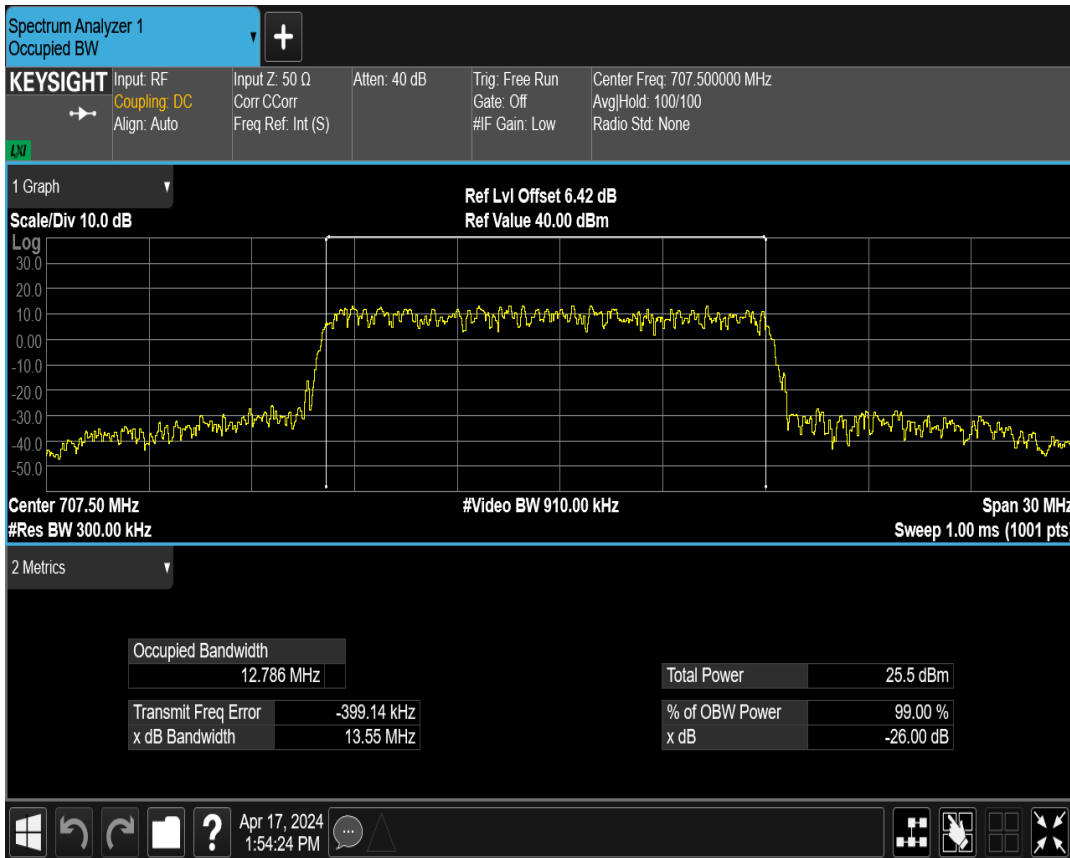 Spectrum Analyzer 1
Occupied BW
KEYSIGHT
LXI
Input: RF
Coupling: DC
Align: Auto
Input Z: 50 Ω
Corr CCorr
Freq Ref: Int (S)
Atten: 40 dB
Trig: Free Run
Gate: Off
#IF Gain: Low
Center Freq: 707.500000 MHz
Avg|Hold: 100/100
Radio Std: None
1 Graph
Scale/Div 10.0 dB
Ref Lvl Offset 6.42 dB
Ref Value 40.00 dBm
Log
30.0
20.0
10.0
0.00
-10.0
-20.0
-30.0
-40.0
-50.0
Center 707.50 MHz
#Video BW 910.00 kHz
Span 30 MHz
#Res BW 300.00 kHz
Sweep 1.00 ms (1001 pts)
2 Metrics
Occupied Bandwidth
12.786 MHz
Total Power 25.5 dBm
Transmit Freq Error -399.14 kHz
% of OBW Power 99.00 %
x dB Bandwidth 13.55 MHz
x dB -26.00 dB
?
Apr 17, 2024
1:54:24 PM